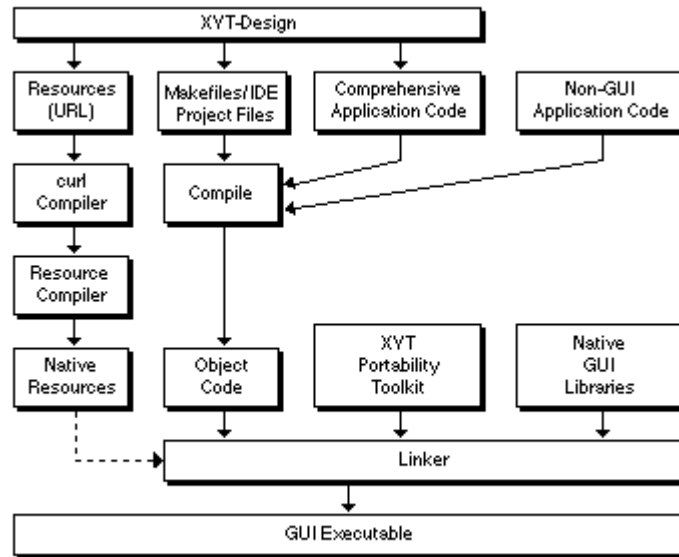 XYT-Design
Resources
(URL)
Makefiles/IDE
Project Files
Comprehensive
Application Code
Non-GUI
Application Code
curl
Compiler
Compile
Resource
Compiler
Native
Resources
Object
Code
XYT
Portability
Toolkit
Native
GUI
Libraries
Linker
GUI Executable